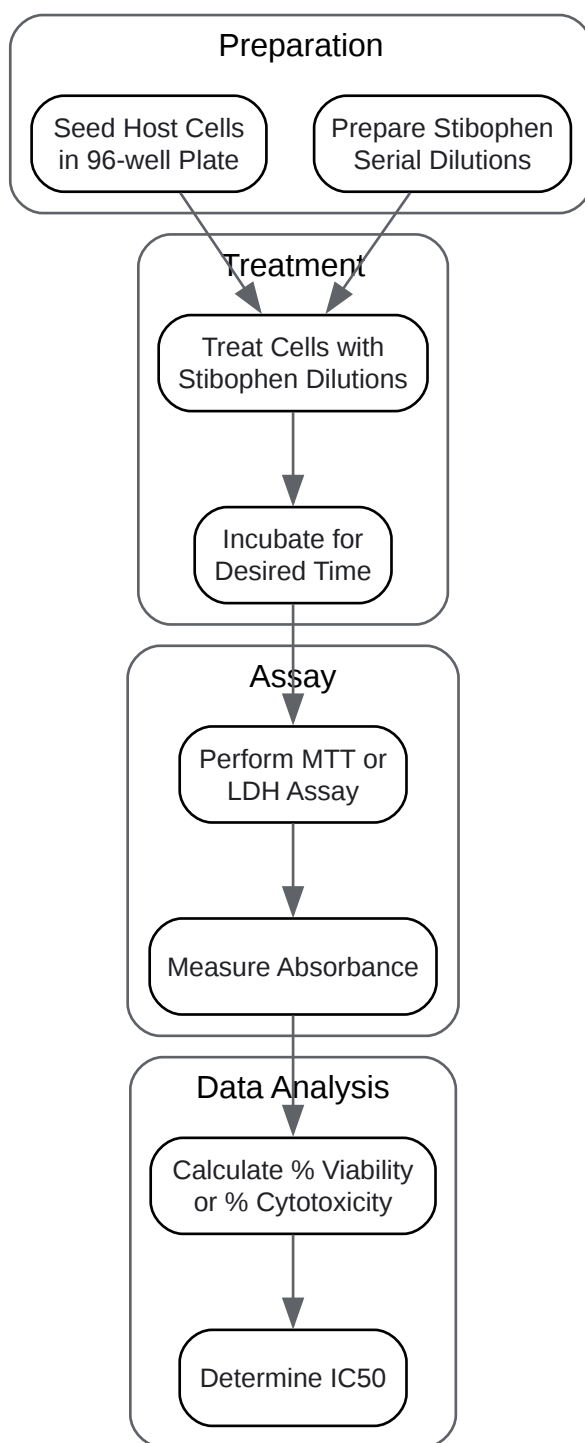 Preparation
Seed Host Cells
in 96-well Plate
Prepare Stibophen
Serial Dilutions
Treatment
Treat Cells with
Stibophen Dilutions
Incubate for
Desired Time
Assay
Perform MTT or
LDH Assay
Measure Absorbance
Data Analysis
Calculate % Viability
or % Cytotoxicity
Determine IC50